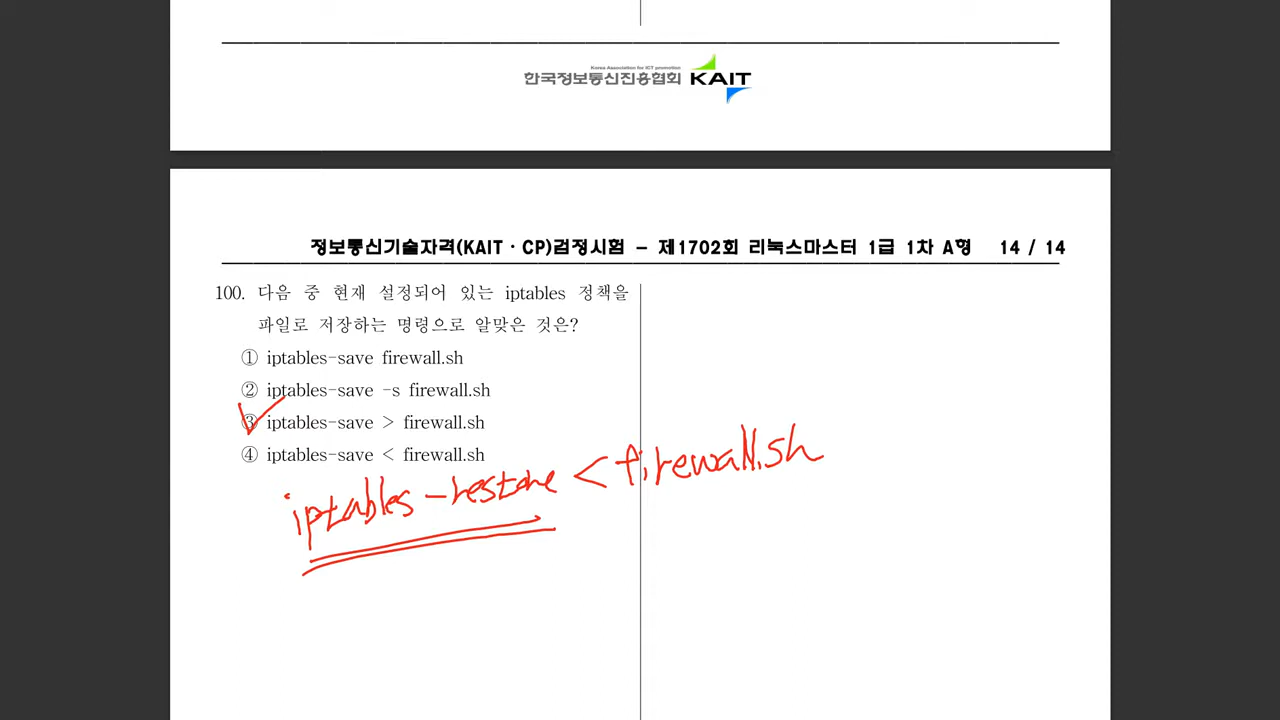 Korea Association for ICT promotion
한국정보통신진흥협회 KAIT
정보통신기술자격(KAIT · CP)검정시험 - 제1702회 리눅스마스터 1급 1차 A형 14 / 14
100. 다음 중 현재 설정되어 있는 iptables 정책을
파일로 저장하는 명령으로 알맞은 것은?
① iptables-save firewall.sh
② iptables-save -s firewall.sh
③ iptables-save > firewall.sh
④ iptables-save < firewall.sh
iptables-restore < firewall.sh